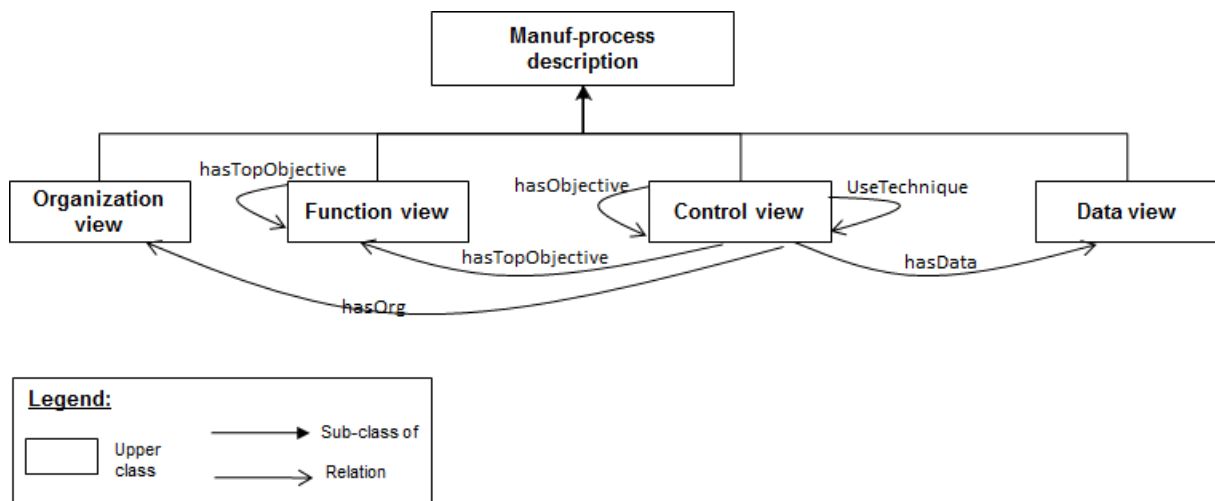 Manuf-process
description
hasTopObjective
hasObjective
UseTechnique
Organization
view
Function view
Control view
Data view
hasTopObjective
hasData
hasOrg
Legend:
Upper
class
Sub-class of
Relation